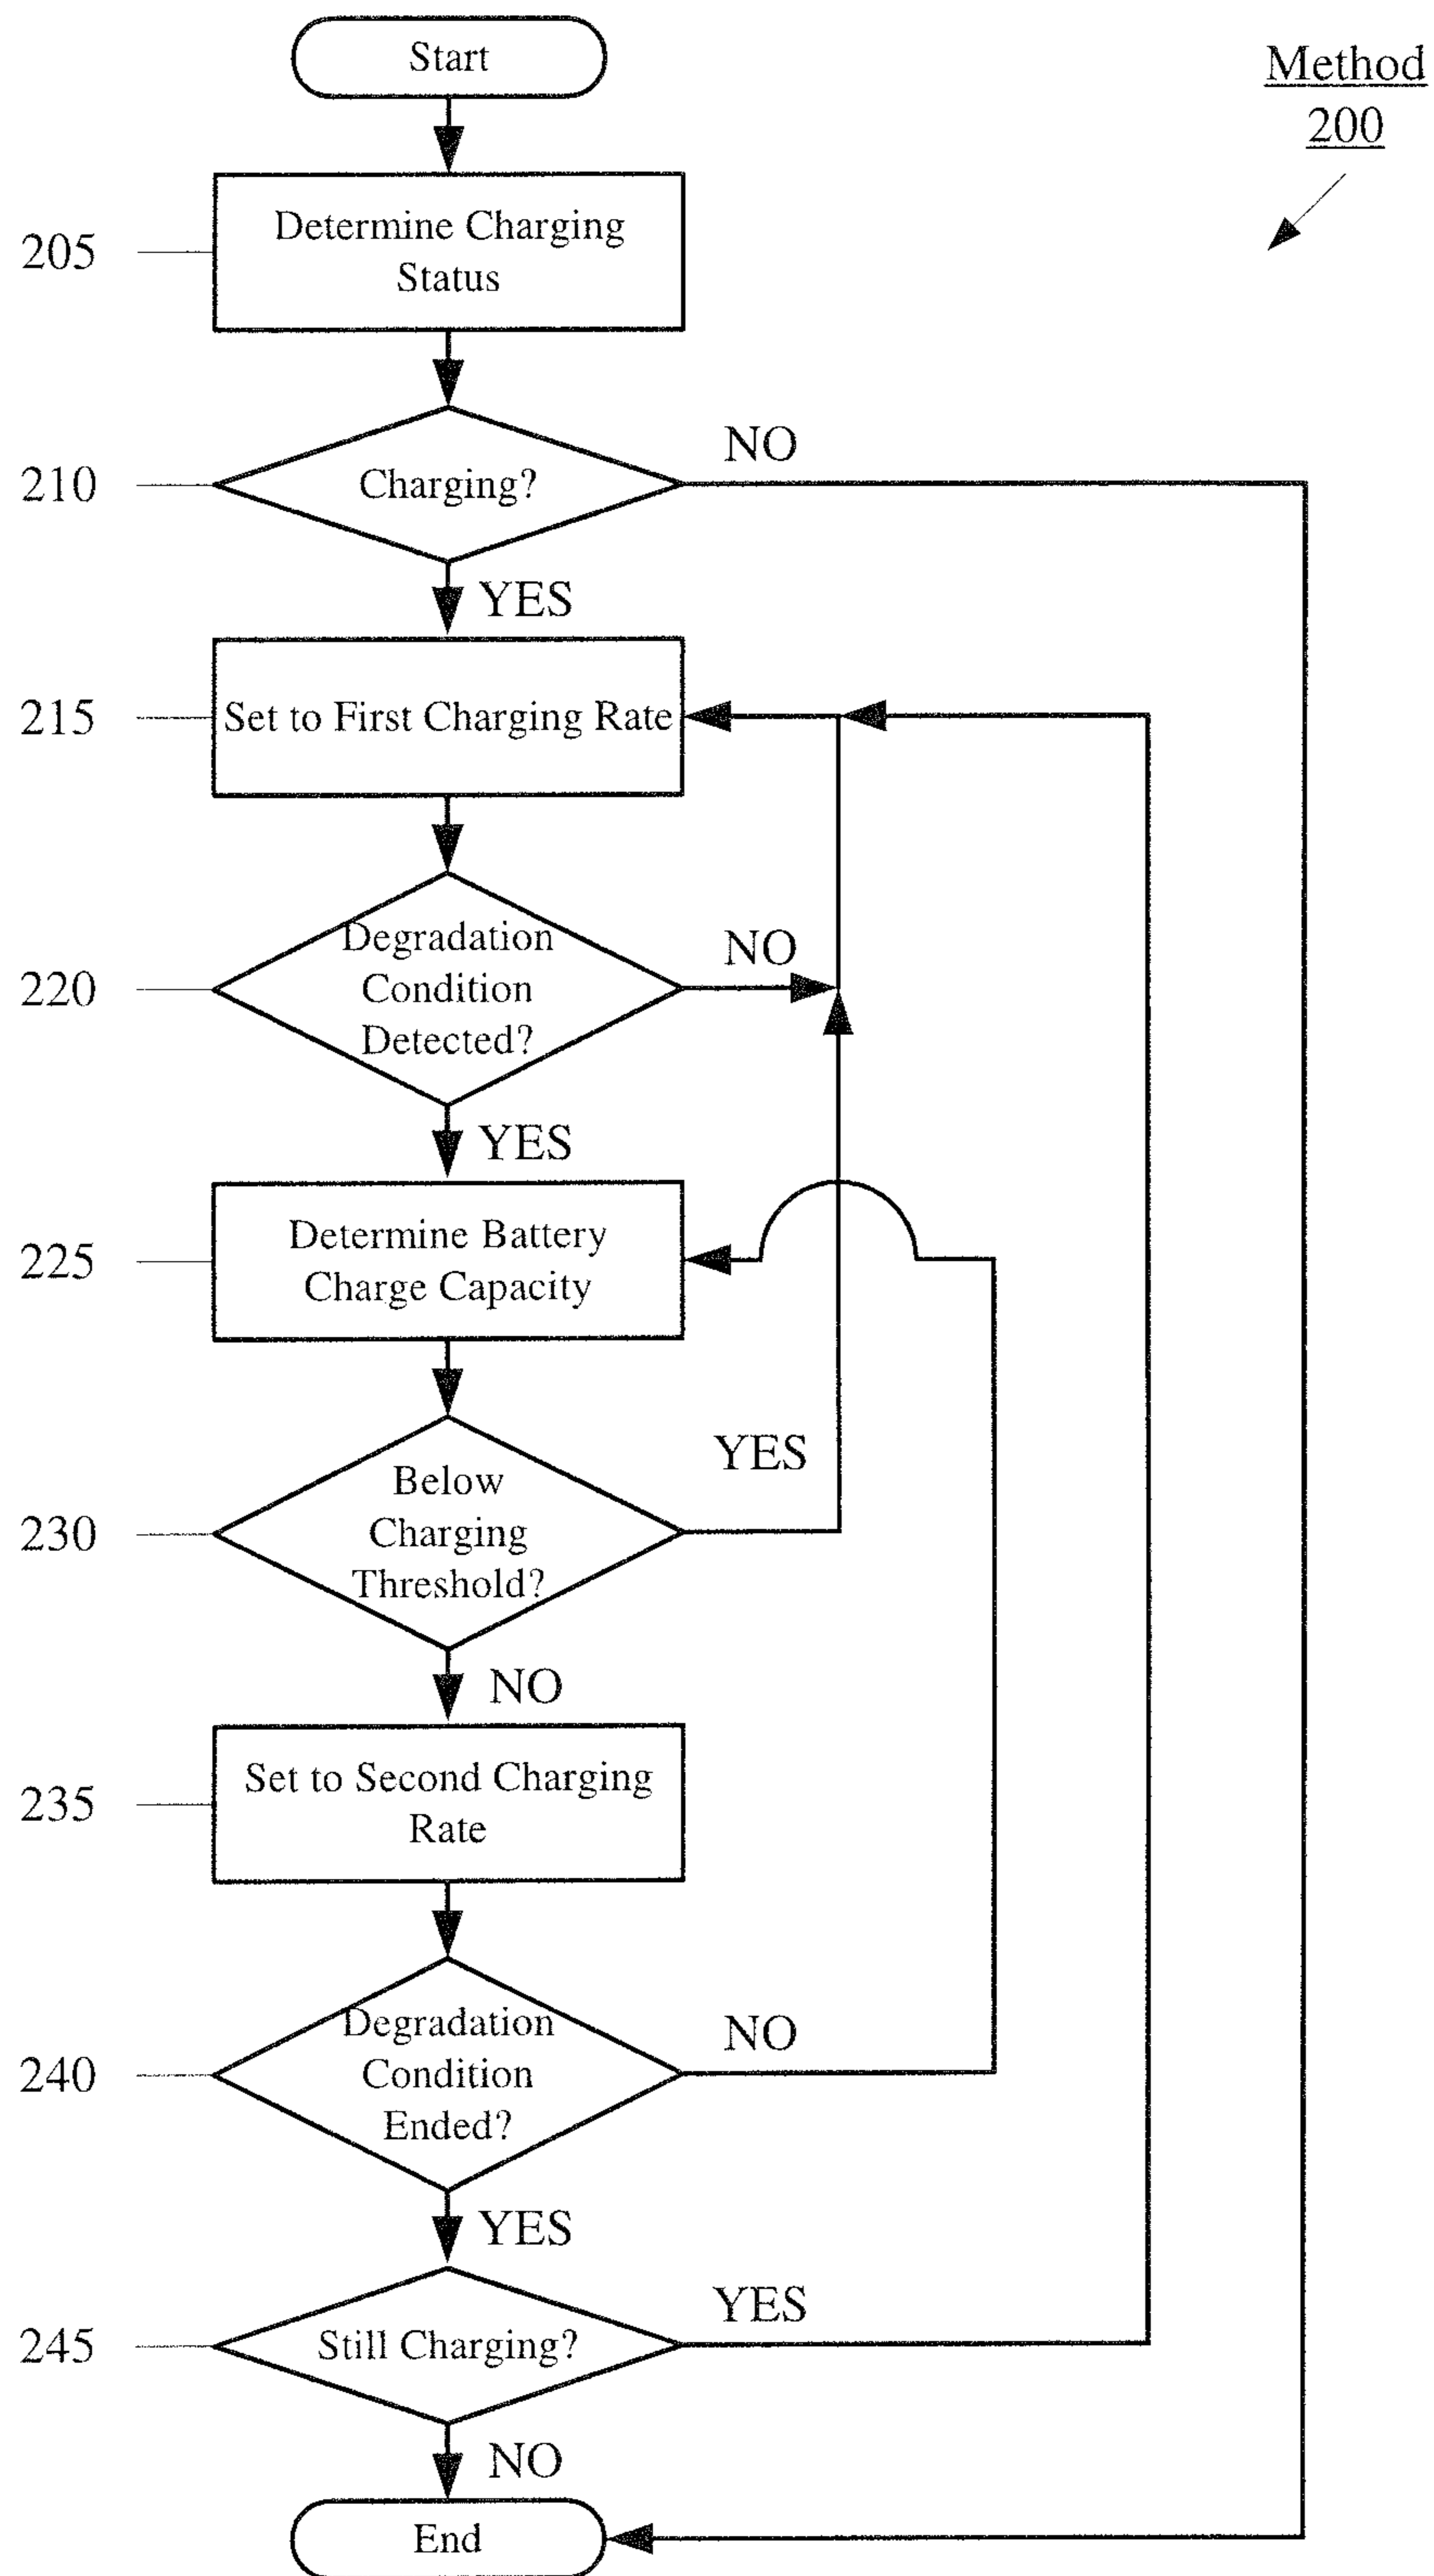 Start
Method
200
205
Determine Charging
Status
210
Charging?
NO
YES
215
Set to First Charging Rate
220
Degradation
Condition
Detected?
NO
YES
225
Determine Battery
Charge Capacity
230
Below
Charging
Threshold?
YES
NO
235
Set to Second Charging
Rate
240
Degradation
Condition
Ended?
NO
YES
245
Still Charging?
YES
NO
End